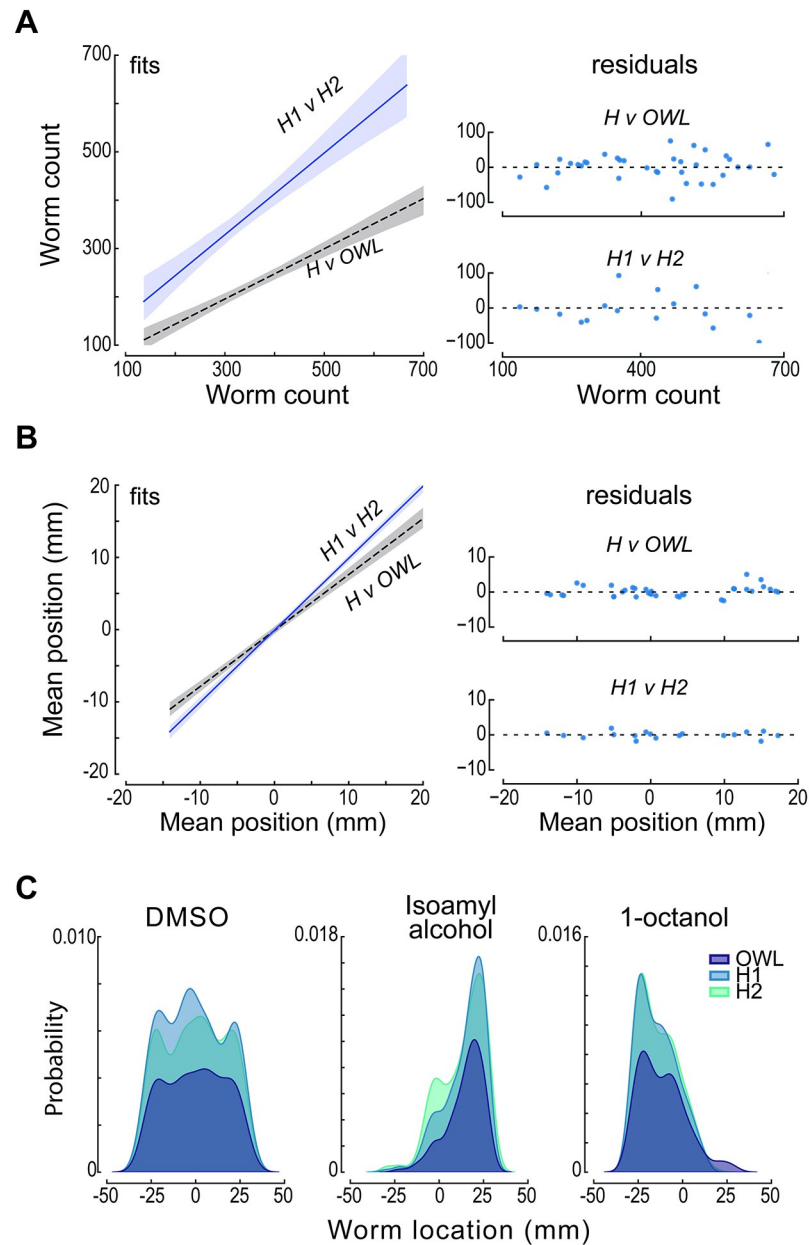 A
fits
residuals
Worm count
700
500
300
100
H1 v H2
H v OWL
100 300 500 700
Worm count
H v OWL
100
0
−100
H1 v H2
100
0
−100
100 400 700
Worm count
B
fits
residuals
Mean position (mm)
20
10
0
-10
-20
H1 v H2
H v OWL
-20 -10 0 10 20
Mean position (mm)
H v OWL
10
0
−10
H1 v H2
10
0
−10
−20 −10 0 10 20
Mean position (mm)
C
DMSO
Isoamyl
alcohol
1-octanol
Probability
0.010
0
0.018
0
0.016
0
OWL
H1
H2
-50 -25 0 25 50
-50 -25 0 25 50
-50 -25 0 25 50
Worm location (mm)